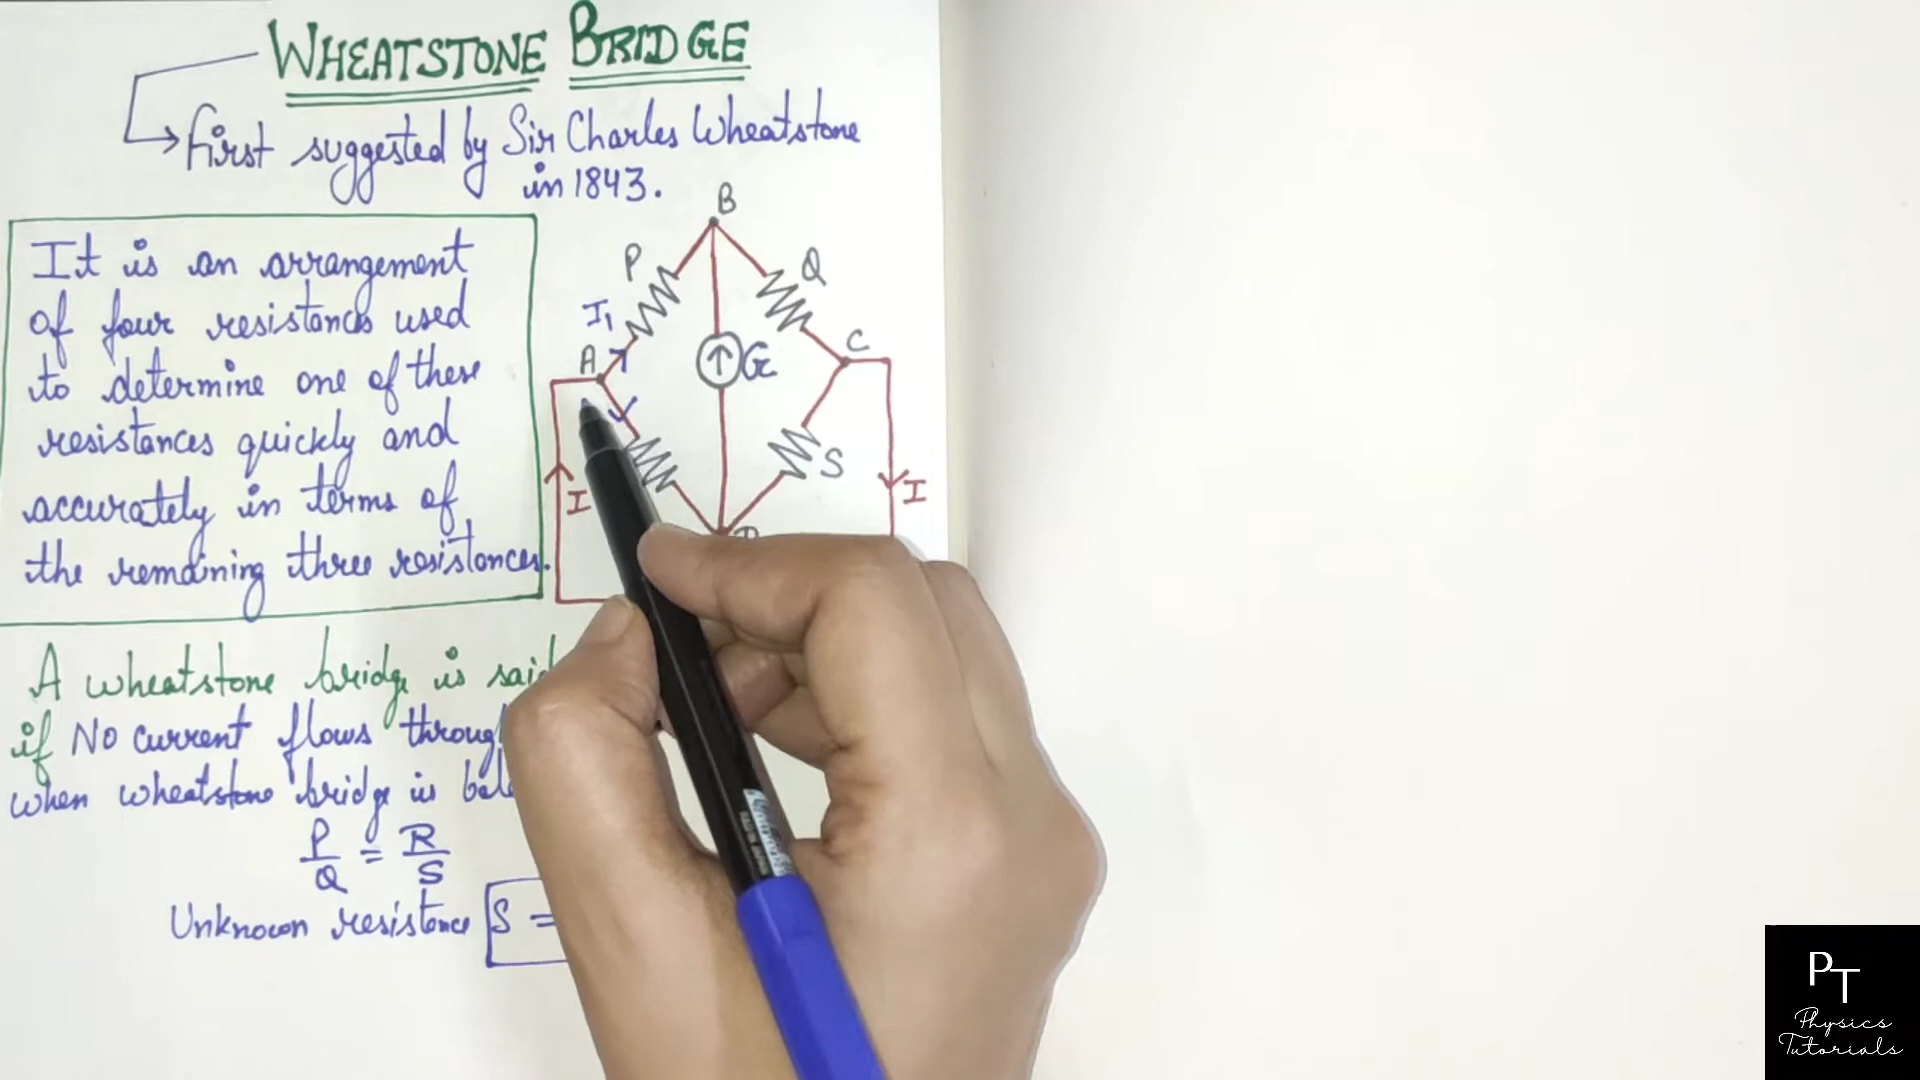 WHEATSTONE BRIDGE
First suggested by Sir Charles Wheatstone
in 1843.
It is an arrangement
of four resistances used
to determine one of these
resistances quickly and
accurately in terms of
the remaining three resistances.
B
P
Q
I1
A
C
G
S
I
I
A wheatstone bridge is said
if No current flows through
when wheatstone bridge is
P/Q = R/S
Unknown resistance S =
PT
Physics
Tutorials